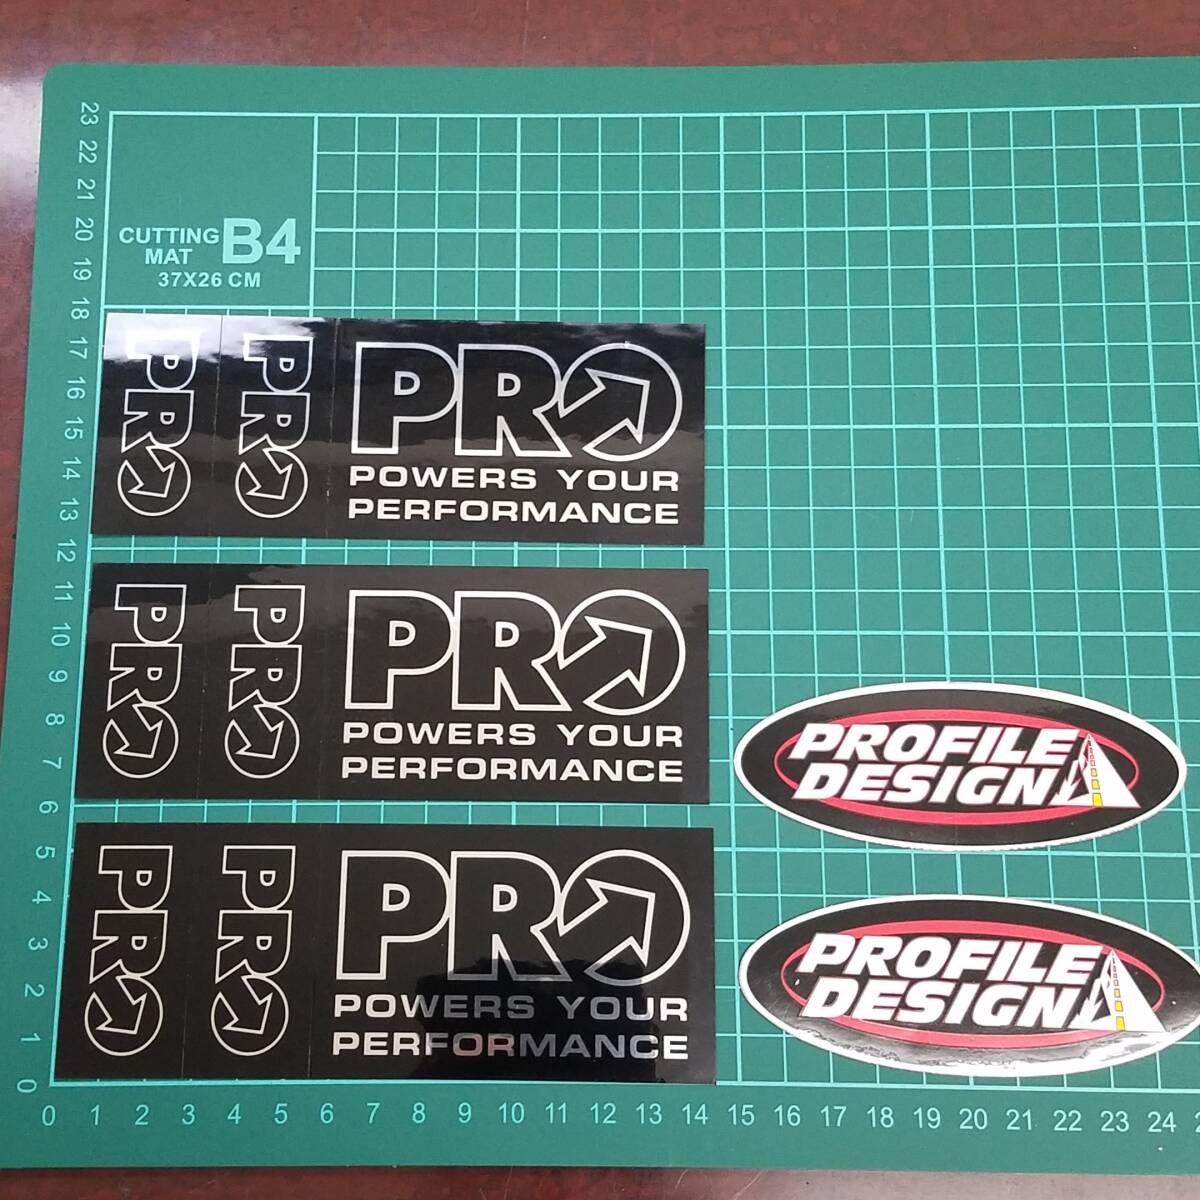 23
22
21
20
19
18
17
16
15
14
13
12
11
10
9
8
7
6
5
4
3
2
1
0
CUTTING MAT B4
37X26 CM
PRO
PRO
PRO
POWERS YOUR
PERFORMANCE
PRO
PRO
PRO
POWERS YOUR
PERFORMANCE
PRO
PRO
PRO
POWERS YOUR
PERFORMANCE
PROFILE
DESIGN
PROFILE
DESIGN
0 1 2 3 4 5 6 7 8 9 10 11 12 13 14 15 16 17 18 19 20 21 22 23 24